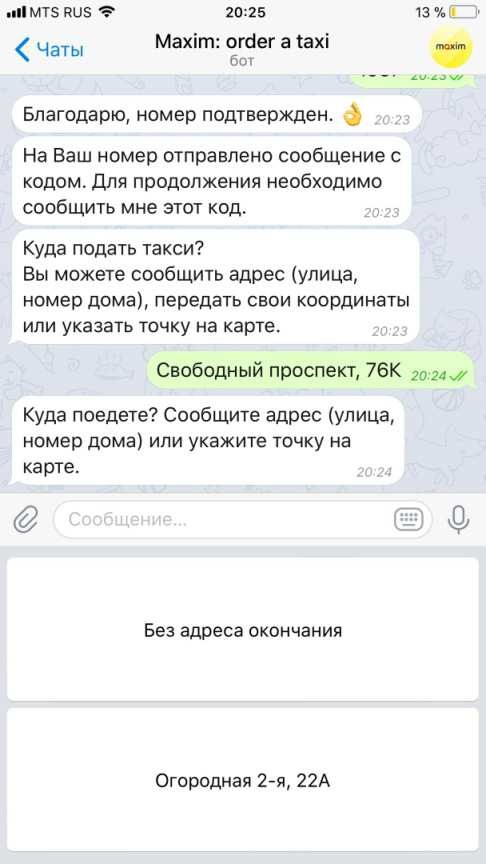 MTS RUS 20:25 13 %
Чаты Maxim: order a taxi
бот
maxim
20:23
Благодарю, номер подтвержден. 👌 20:23
На Ваш номер отправлено сообщение с
кодом. Для продолжения необходимо
сообщить мне этот код. 20:23
Куда подать такси?
Вы можете сообщить адрес (улица,
номер дома), передать свои координаты
или указать точку на карте. 20:23
Свободный проспект, 76К 20:24
Куда поедете? Сообщите адрес (улица,
номер дома) или укажите точку на
карте. 20:24
Сообщение...
Без адреса окончания
Огородная 2-я, 22А